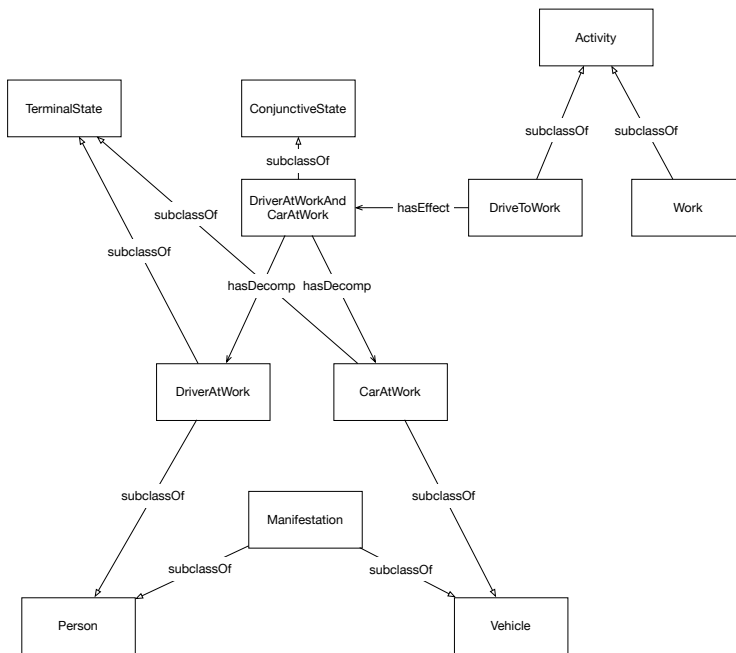 Activity
TerminalState
ConjunctiveState
subclassOf
subclassOf
subclassOf
DriverAtWorkAnd
CarAtWork
hasEffect
DriveToWork
Work
subclassOf
subclassOf
hasDecomp
hasDecomp
DriverAtWork
CarAtWork
subclassOf
subclassOf
Manifestation
subclassOf
subclassOf
Person
Vehicle